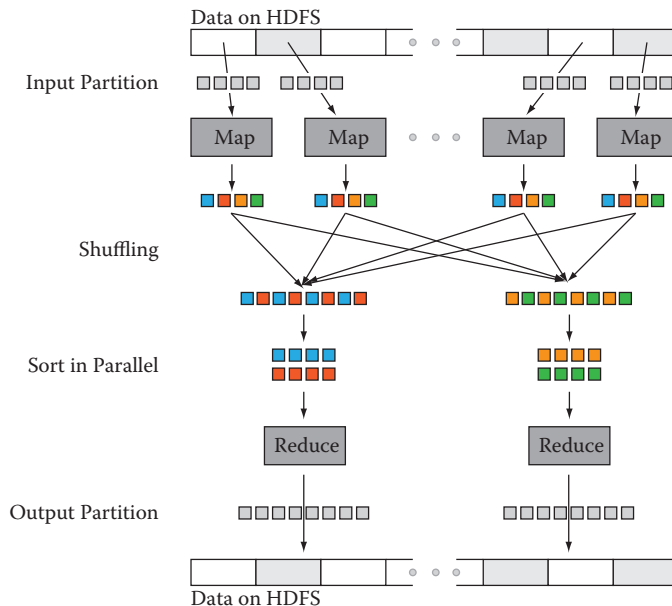 Data on HDFS
Input Partition
Map
Map
Map
Map
Shuffling
Sort in Parallel
Reduce
Reduce
Output Partition
Data on HDFS